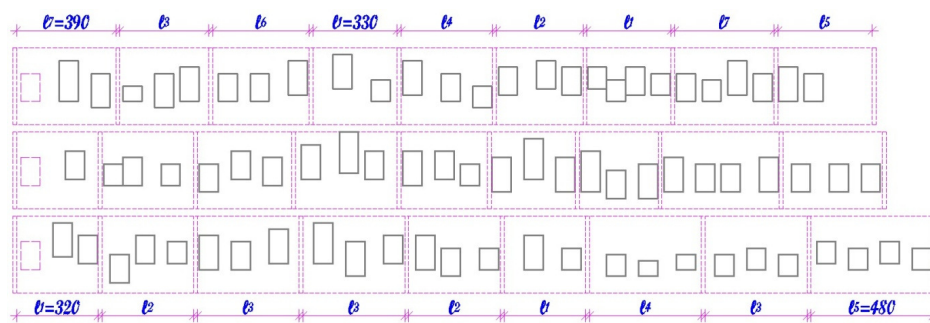 ℓ7=390 ℓ3 ℓ6 ℓ1=330 ℓ4 ℓ2 ℓ1 ℓ7 ℓ5
ℓ1=320 ℓ2 ℓ3 ℓ3 ℓ2 ℓ1 ℓ4 ℓ3 ℓ5=480